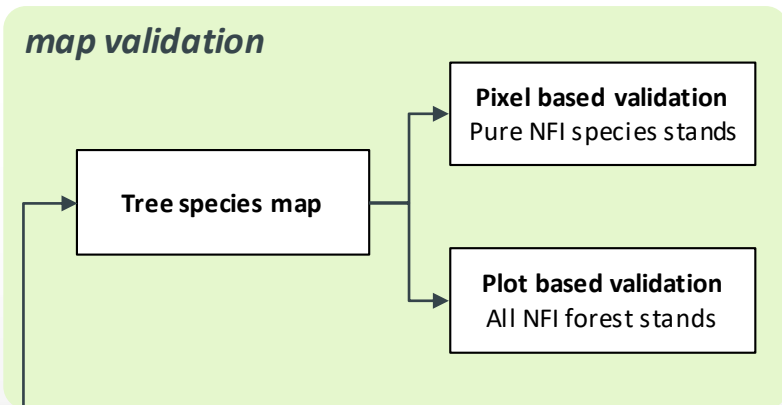 map validation
Pixel based validation
Pure NFI species stands
Tree species map
Plot based validation
All NFI forest stands